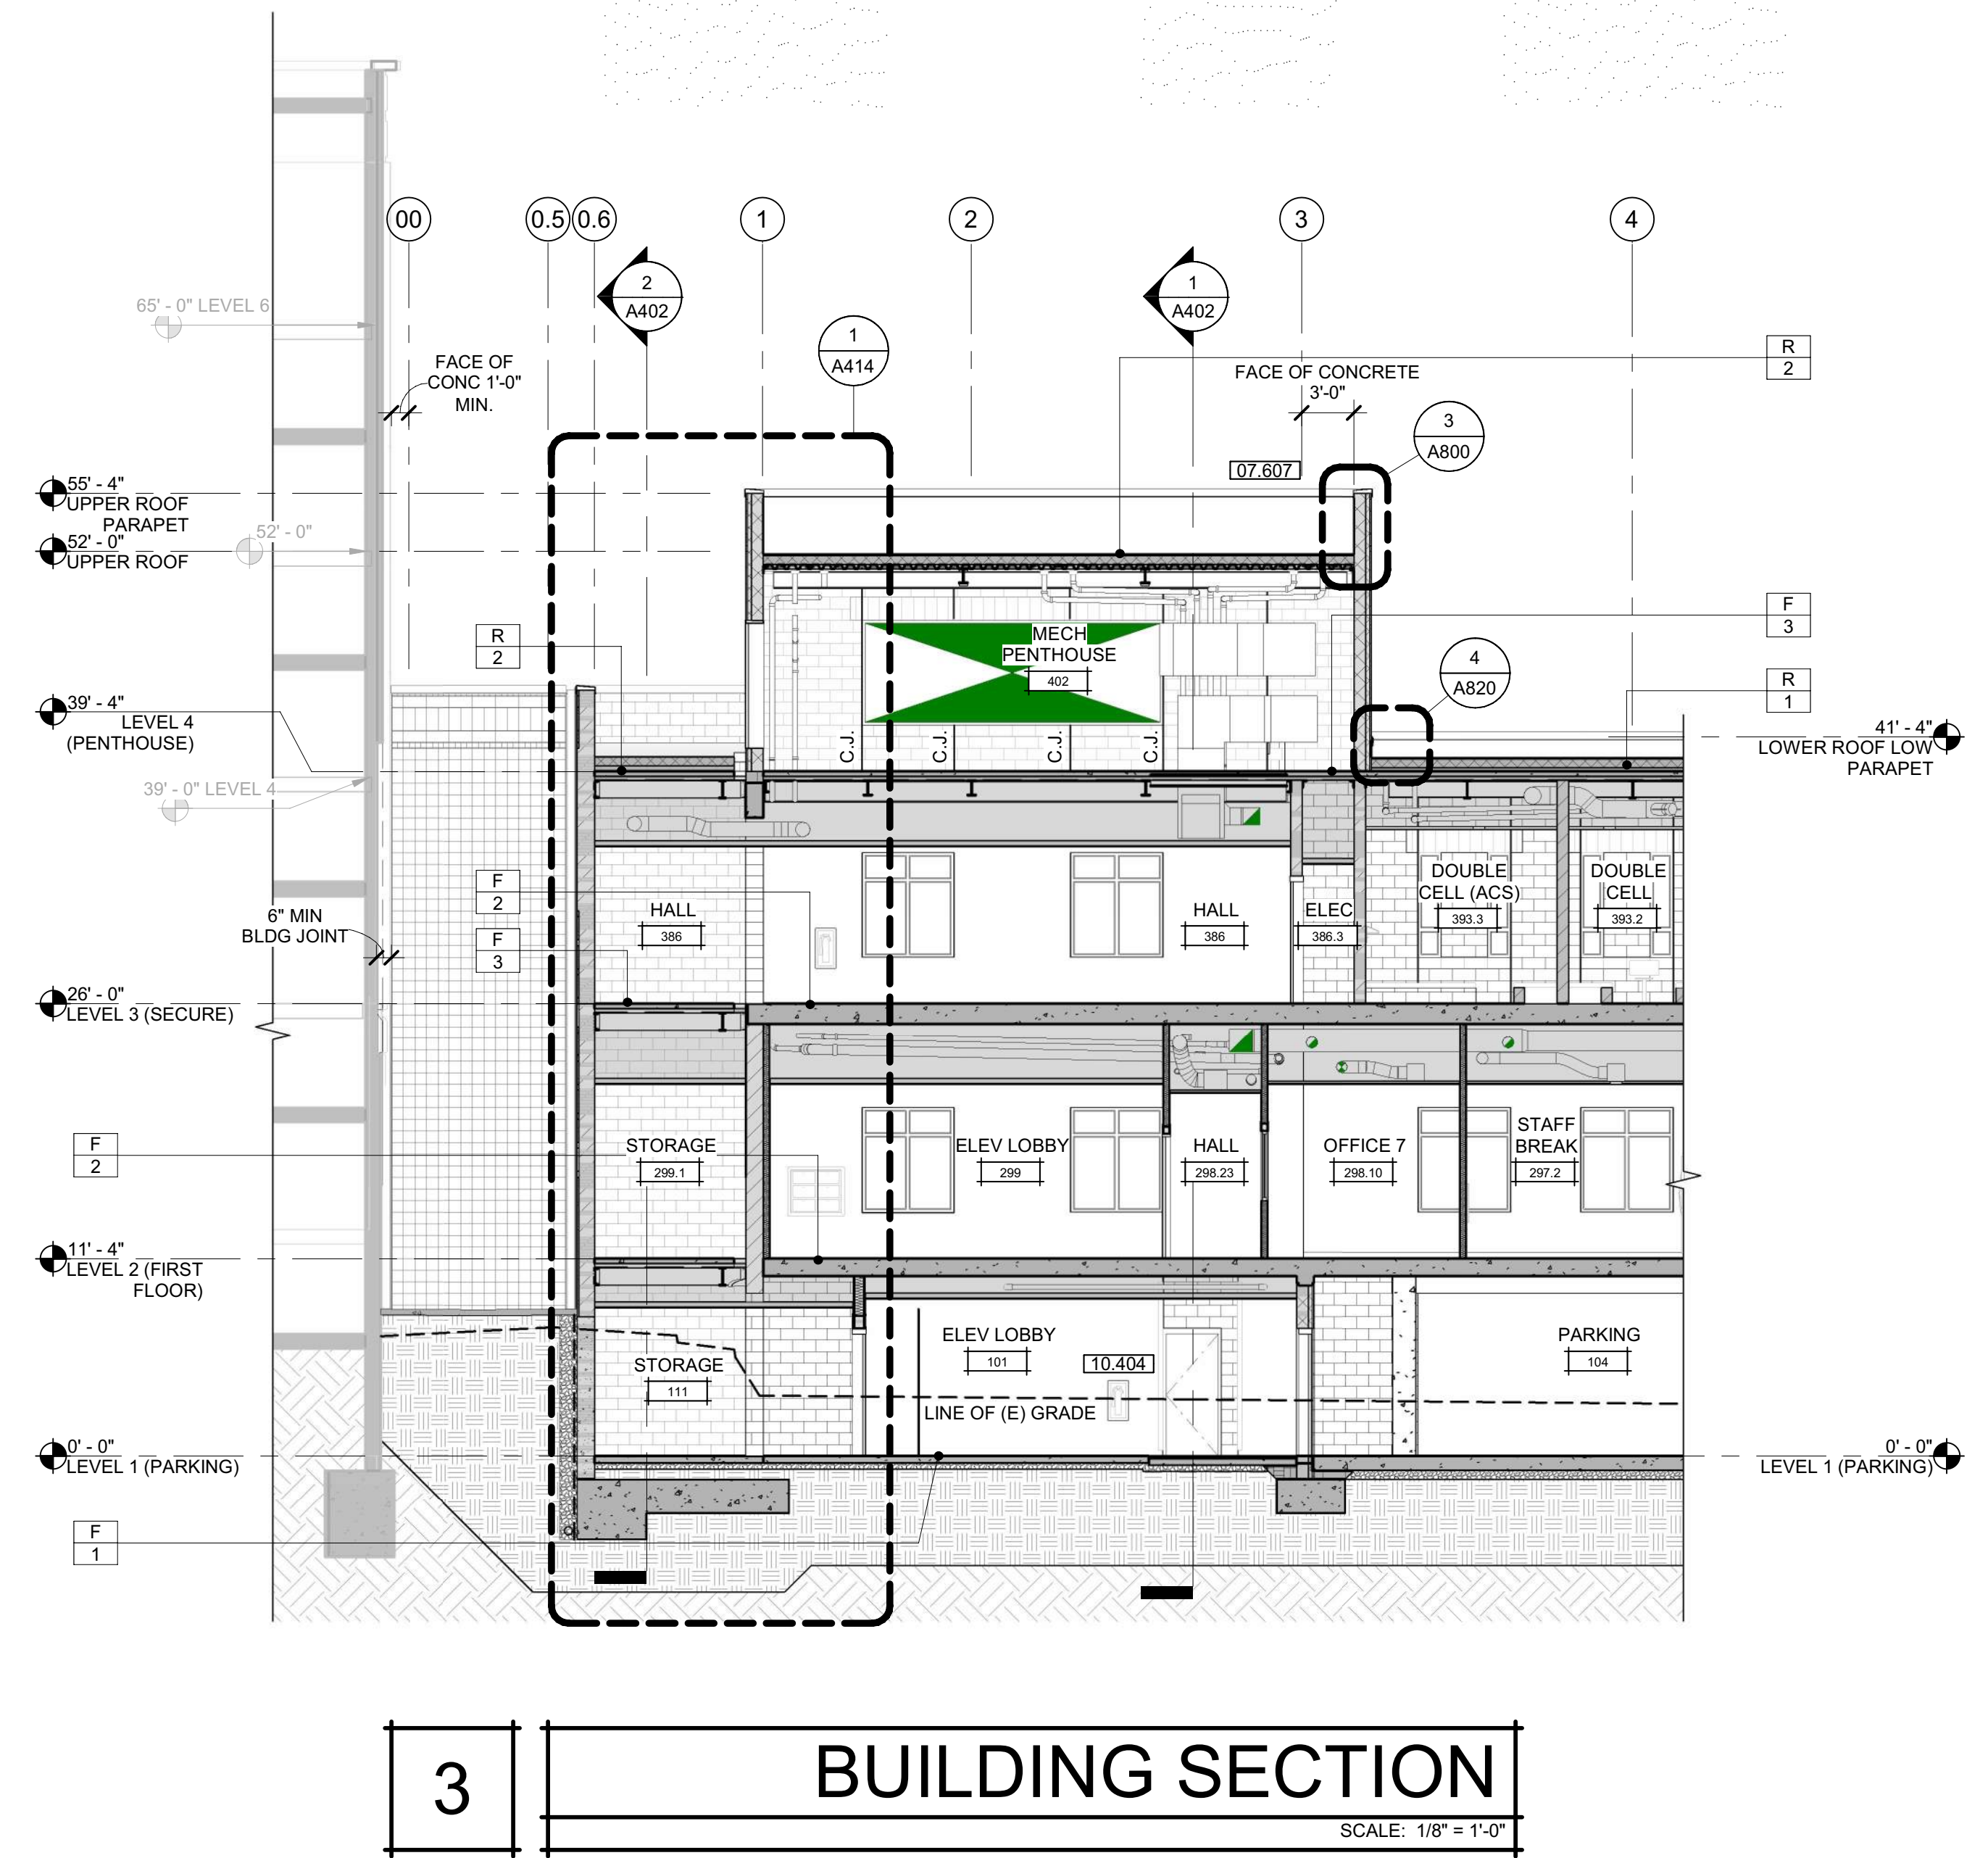 00
0.5
0.6
1
2
3
4
2
A402
1
A402
65' - 0" LEVEL 6
1
A414
R
2
FACE OF
CONC 1'-0"
MIN.
FACE OF CONCRETE
3'-0"
3
A800
07.607
55' - 4"
UPPER ROOF
PARAPET
52' - 0"
52' - 0"
UPPER ROOF
F
3
R
2
MECH
PENTHOUSE
402
4
A820
R
1
39' - 4"
LEVEL 4
(PENTHOUSE)
C.J.
C.J.
C.J.
C.J.
41' - 4"
LOWER ROOF LOW
PARAPET
39' - 0" LEVEL 4
F
2
DOUBLE
CELL (ACS)
393.3
DOUBLE
CELL
393.2
HALL
386
HALL
386
ELEC
386.3
6" MIN
BLDG JOINT
F
3
26' - 0"
LEVEL 3 (SECURE)
F
2
STORAGE
299.1
ELEV LOBBY
299
HALL
298.23
OFFICE 7
298.10
STAFF
BREAK
297.2
11' - 4"
LEVEL 2 (FIRST
FLOOR)
ELEV LOBBY
101
10.404
PARKING
104
STORAGE
111
LINE OF (E) GRADE
0' - 0"
LEVEL 1 (PARKING)
0' - 0"
LEVEL 1 (PARKING)
F
1
3
BUILDING SECTION
SCALE: 1/8" = 1'-0"